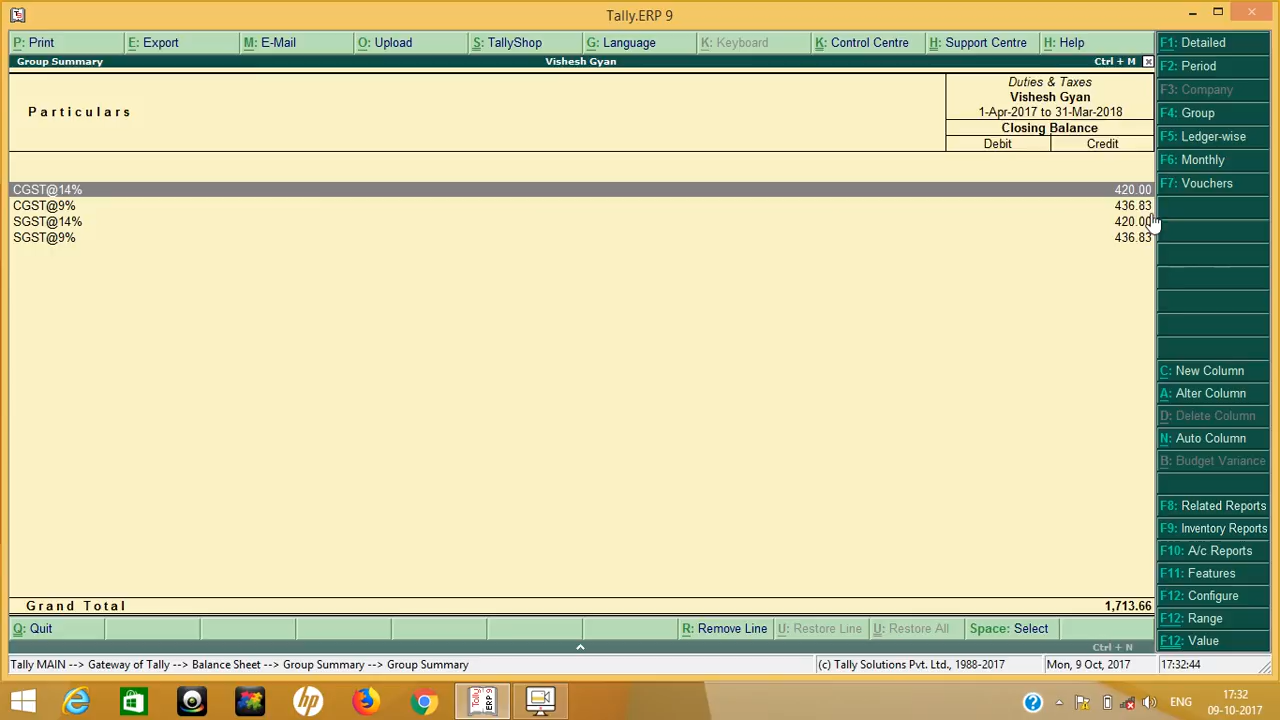 Tally.ERP 9
P: Print E: Export M: E-Mail O: Upload S: TallyShop G: Language K: Keyboard K: Control Centre H: Support Centre H: Help
Group Summary Vishesh Gyan Ctrl + M
Particulars
Duties & Taxes
Vishesh Gyan
1-Apr-2017 to 31-Mar-2018
Closing Balance
Debit Credit
CGST@14% 420.00
CGST@9% 436.83
SGST@14% 420.00
SGST@9% 436.83
Grand Total 1,713.66
F1: Detailed
F2: Period
F3: Company
F4: Group
F5: Ledger-wise
F6: Monthly
F7: Vouchers
C: New Column
A: Alter Column
D: Delete Column
N: Auto Column
B: Budget Variance
F8: Related Reports
F9: Inventory Reports
F10: A/c Reports
F11: Features
F12: Configure
F12: Range
F12: Value
Q: Quit R: Remove Line U: Restore Line U: Restore All Space: Select
Ctrl + N
Tally MAIN --> Gateway of Tally --> Balance Sheet --> Group Summary --> Group Summary (c) Tally Solutions Pvt. Ltd., 1988-2017 Mon, 9 Oct, 2017 17:32:44
Tally ERP 9
ENG
17:32
09-10-2017